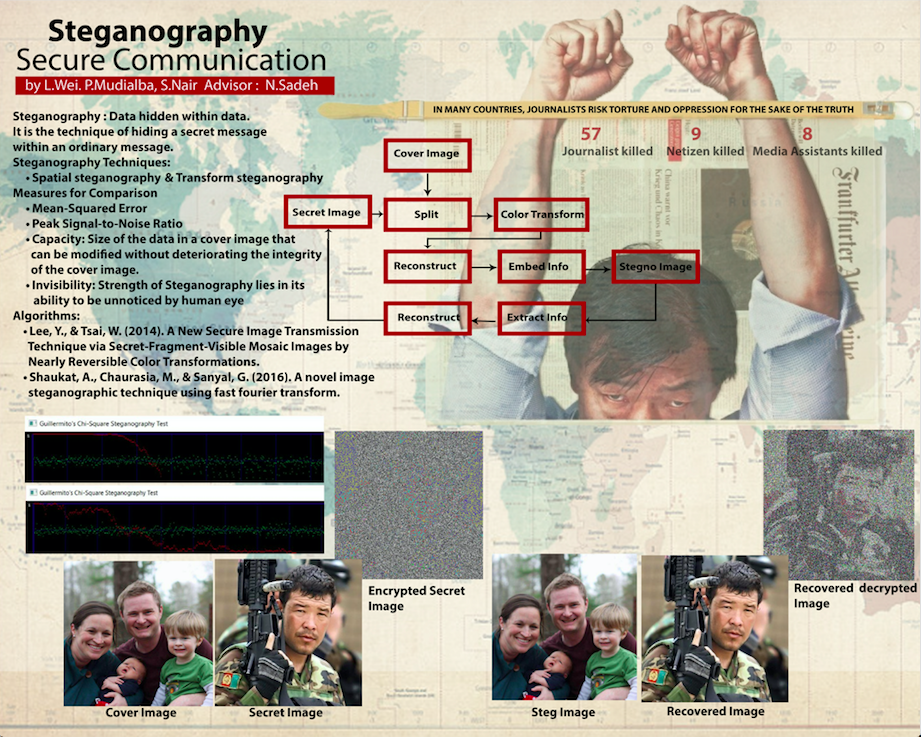 Steganography
Secure Communication
by L.Wei. P.Mudialba, S.Nair Advisor : N.Sadeh
Steganography : Data hidden within data.
It is the technique of hiding a secret message
within an ordinary message.
Steganography Techniques:
• Spatial steganography & Transform steganography
Measures for Comparison
• Mean-Squared Error
• Peak Signal-to-Noise Ratio
• Capacity: Size of the data in a cover image that
can be modified without deteriorating the integrity
of the cover image.
• Invisibility: Strength of Steganography lies in its
ability to be unnoticed by human eye
Algorithms:
• Lee, Y., & Tsai, W. (2014). A New Secure Image Transmission
Technique via Secret-Fragment-Visible Mosaic Images by
Nearly Reversible Color Transformations.
• Shaukat, A., Chaurasia, M., & Sanyal, G. (2016). A novel image
steganographic technique using fast fourier transform.
IN MANY COUNTRIES, JOURNALISTS RISK TORTURE AND OPPRESSION FOR THE SAKE OF THE TRUTH
57 9 8
Journalist killed Netizen killed Media Assistants killed
Cover Image
Secret Image
Split
Color Transform
Reconstruct
Embed Info
Stegno Image
Reconstruct
Extract Info
China warnt vor
Krieg und Chaos in
Frankfurter
Russia
Sudan
Guillermito's Chi-Square Steganography Test
Guillermito's Chi-Square Steganography Test
Encrypted Secret
Image
Recovered decrypted
Image
Cover Image
Secret Image
Steg Image
Recovered Image